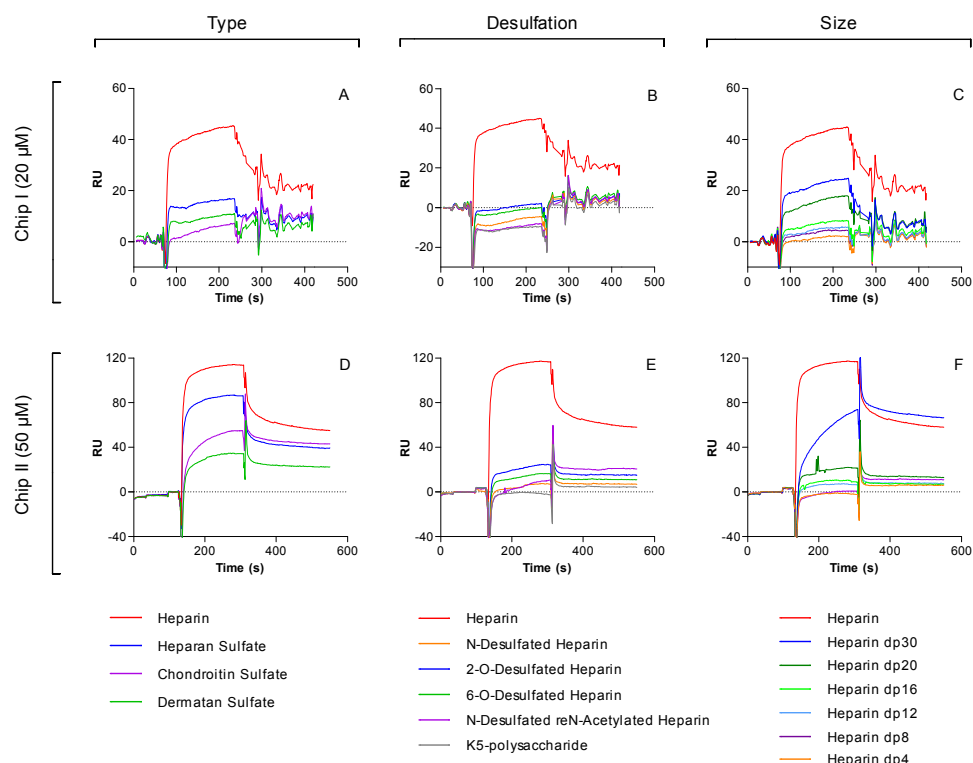 Type
Desulfation
Size
Chip I (20 µM)
A
60
40
20
0
RU
0 100 200 300 400 500
Time (s)
B
60
40
20
0
-20
RU
0 100 200 300 400 500
Time (s)
C
60
40
20
0
RU
0 100 200 300 400 500
Time (s)
Chip II (50 µM)
D
120
80
40
0
-40
RU
0 200 400 600
Time (s)
E
120
80
40
0
-40
RU
0 200 400 600
Time (s)
F
120
80
40
0
-40
RU
0 200 400 600
Time (s)
Heparin
Heparan Sulfate
Chondroitin Sulfate
Dermatan Sulfate
Heparin
N-Desulfated Heparin
2-O-Desulfated Heparin
6-O-Desulfated Heparin
N-Desulfated reN-Acetylated Heparin
K5-polysaccharide
Heparin
Heparin dp30
Heparin dp20
Heparin dp16
Heparin dp12
Heparin dp8
Heparin dp4